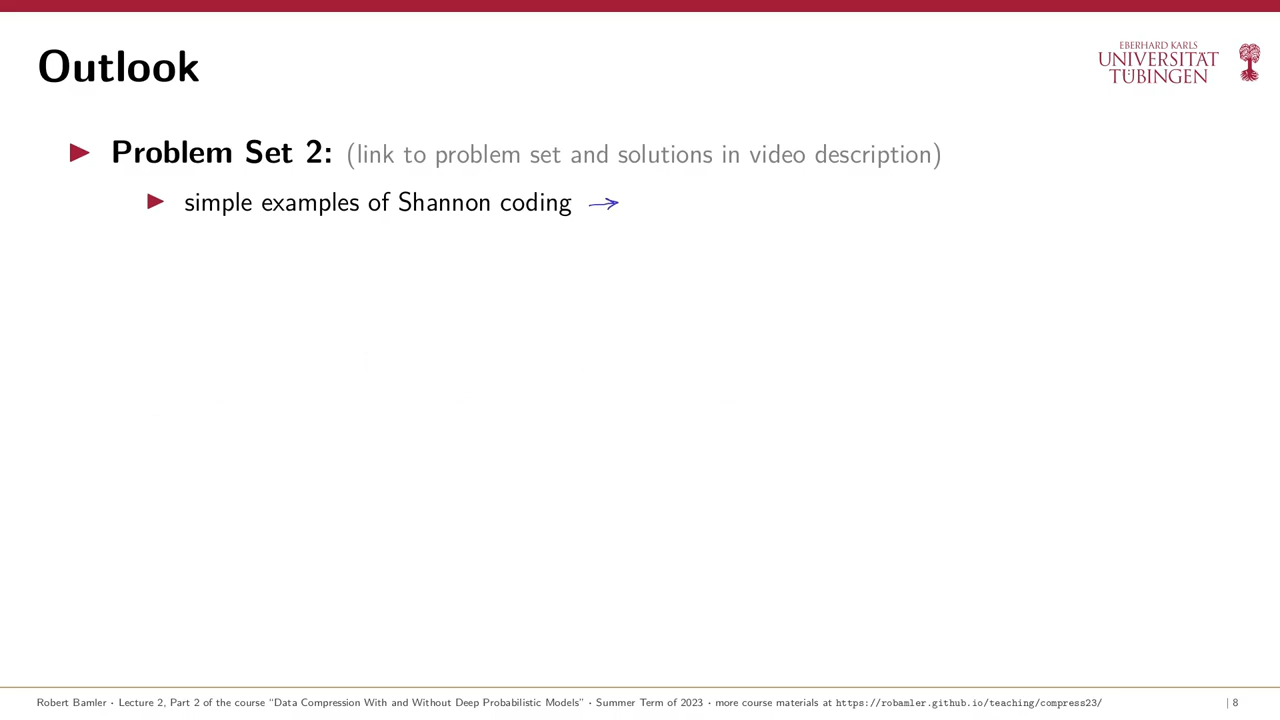 Outlook
EBERHARD KARLS
UNIVERSITÄT
TÜBINGEN
Problem Set 2: (link to problem set and solutions in video description)
simple examples of Shannon coding →
Robert Bamler · Lecture 2, Part 2 of the course “Data Compression With and Without Deep Probabilistic Models” · Summer Term of 2023 · more course materials at https://robamler.github.io/teaching/compress23/ | 8